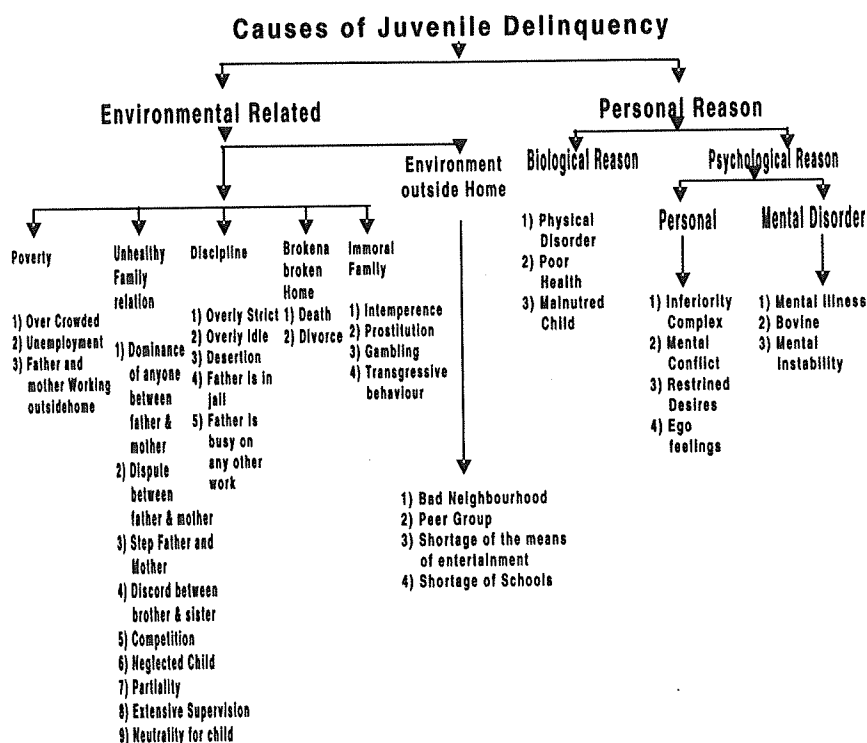 Causes of Juvenile Delinquency
Environmental Related
Personal Reason
Environment
outside Home
Biological Reason
Psychological Reason
Poverty
1) Over Crowded
2) Unemployment
3) Father and
mother Working
outsidehome
Unhealthy
Family
relation
1) Dominance
of anyone
between
father &
mother
2) Dispute
between
father & mother
3) Step Father and
Mother
4) Discord between
brother & sister
5) Competition
6) Neglected Child
7) Partiality
8) Extensive Supervision
9) Neutrality for child
Discipline
1) Overly Strict
2) Overly Idle
3) Desertion
4) Father is in
jail
5) Father is
busy on
any other
work
Brokena
broken
Home
1) Death
2) Divorce
Immoral
Family
1) Intemperence
2) Prostitution
3) Gambling
4) Transgressive
behaviour
1) Bad Neighbourhood
2) Peer Group
3) Shortage of the means
of entertainment
4) Shortage of Schools
1) Physical
Disorder
2) Poor
Health
3) Malnutred
Child
Personal
1) Inferiority
Complex
2) Mental
Conflict
3) Restrined
Desires
4) Ego
feelings
Mental Disorder
1) Mental Illness
2) Bovine
3) Mental
Instability